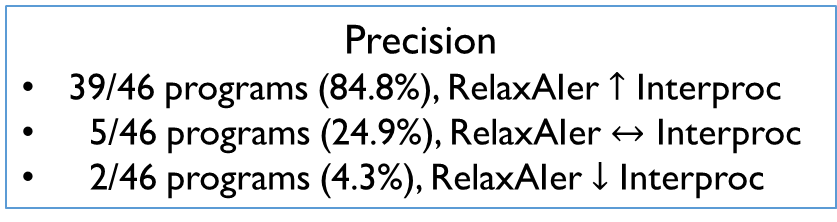 Precision
• 39/46 programs (84.8%), RelaxAIer ↑ Interproc
• 5/46 programs (24.9%), RelaxAIer ↔ Interproc
• 2/46 programs (4.3%), RelaxAIer ↓ Interproc